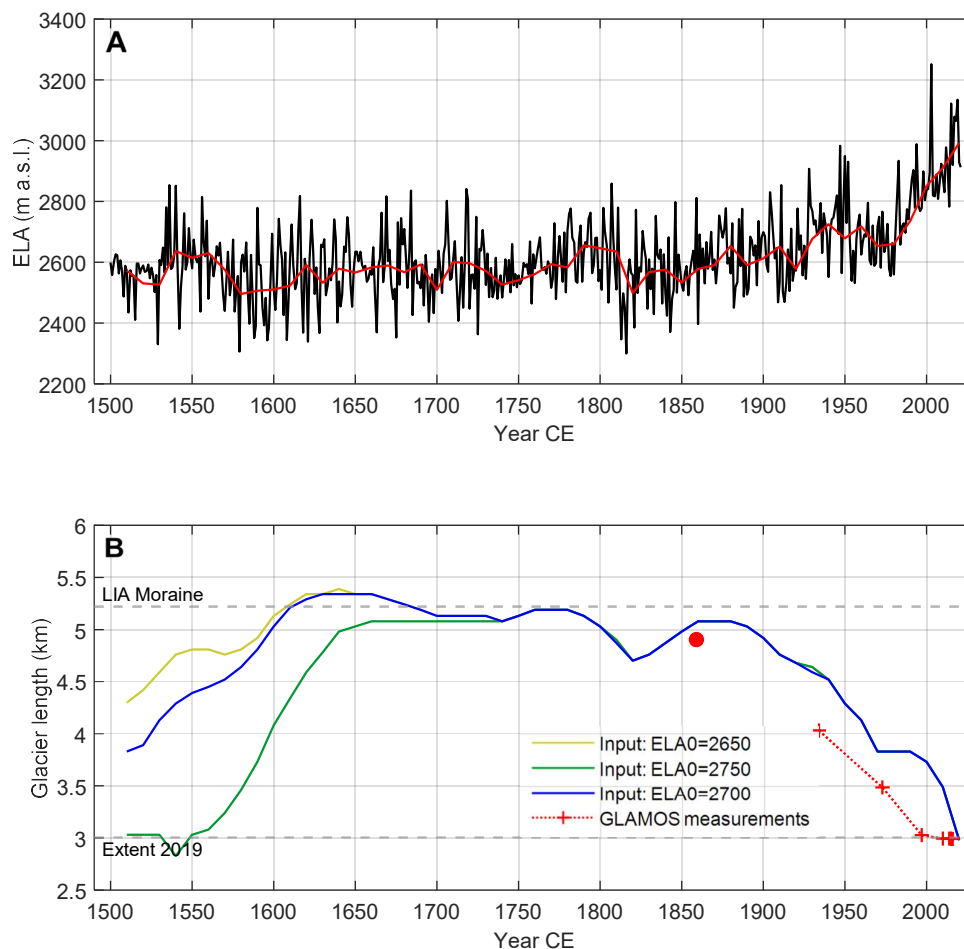 A
3400
3200
3000
2800
2600
2400
2200
ELA (m a.s.l.)
1500 1550 1600 1650 1700 1750 1800 1850 1900 1950 2000
Year CE
B
6
5.5
5
4.5
4
3.5
3
2.5
Glacier length (km)
LIA Moraine
Input: ELA0=2650
Input: ELA0=2750
Input: ELA0=2700
GLAMOS measurements
Extent 2019
1500 1550 1600 1650 1700 1750 1800 1850 1900 1950 2000
Year CE